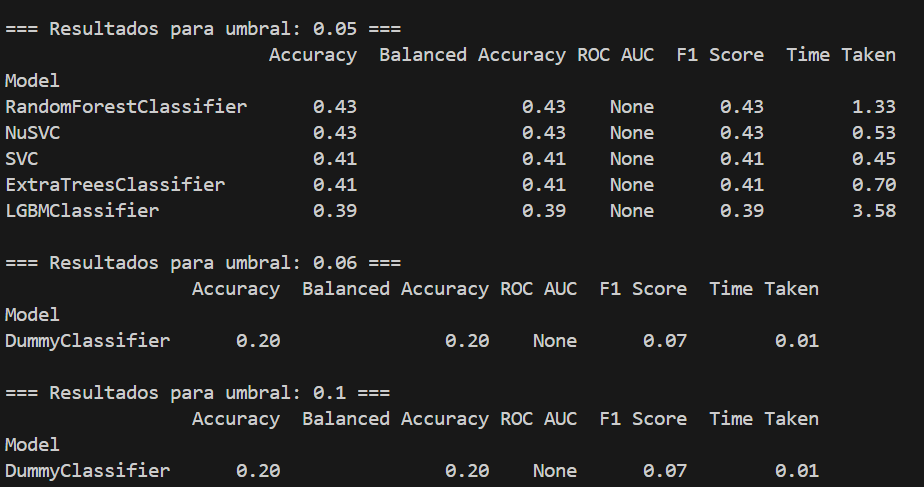 === Resultados para umbral: 0.05 ===
Accuracy Balanced Accuracy ROC AUC F1 Score Time Taken
Model
RandomForestClassifier 0.43 0.43 None 0.43 1.33
NuSVC 0.43 0.43 None 0.43 0.53
SVC 0.41 0.41 None 0.41 0.45
ExtraTreesClassifier 0.41 0.41 None 0.41 0.70
LGBMClassifier 0.39 0.39 None 0.39 3.58
=== Resultados para umbral: 0.06 ===
Accuracy Balanced Accuracy ROC AUC F1 Score Time Taken
Model
DummyClassifier 0.20 0.20 None 0.07 0.01
=== Resultados para umbral: 0.1 ===
Accuracy Balanced Accuracy ROC AUC F1 Score Time Taken
Model
DummyClassifier 0.20 0.20 None 0.07 0.01